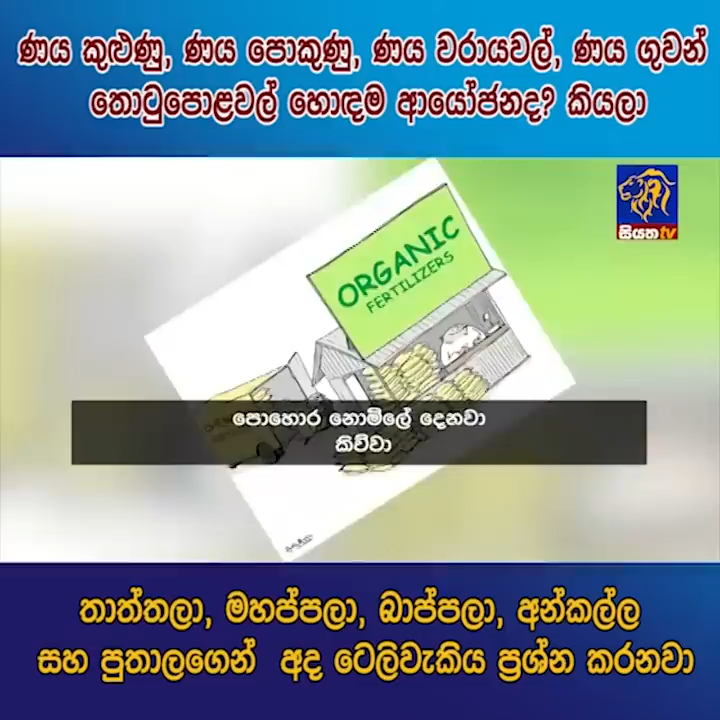 ණය කුළුණු, ණය පොකුණු, ණය වරායවල්, ණය ගුවන්
තොටුපොළවල් හොඳම ආයෝජනද? කියලා
සියත tv
ORGANIC
FERTILIZERS
පොහොර නොමිලේ දෙනවා
කිව්වා
තාත්තලා, මහප්පලා, බාප්පලා, අන්කල්ල
සහ පුතාලගෙන් අද ටෙලිවැකිය ප්‍රශ්න කරනවා